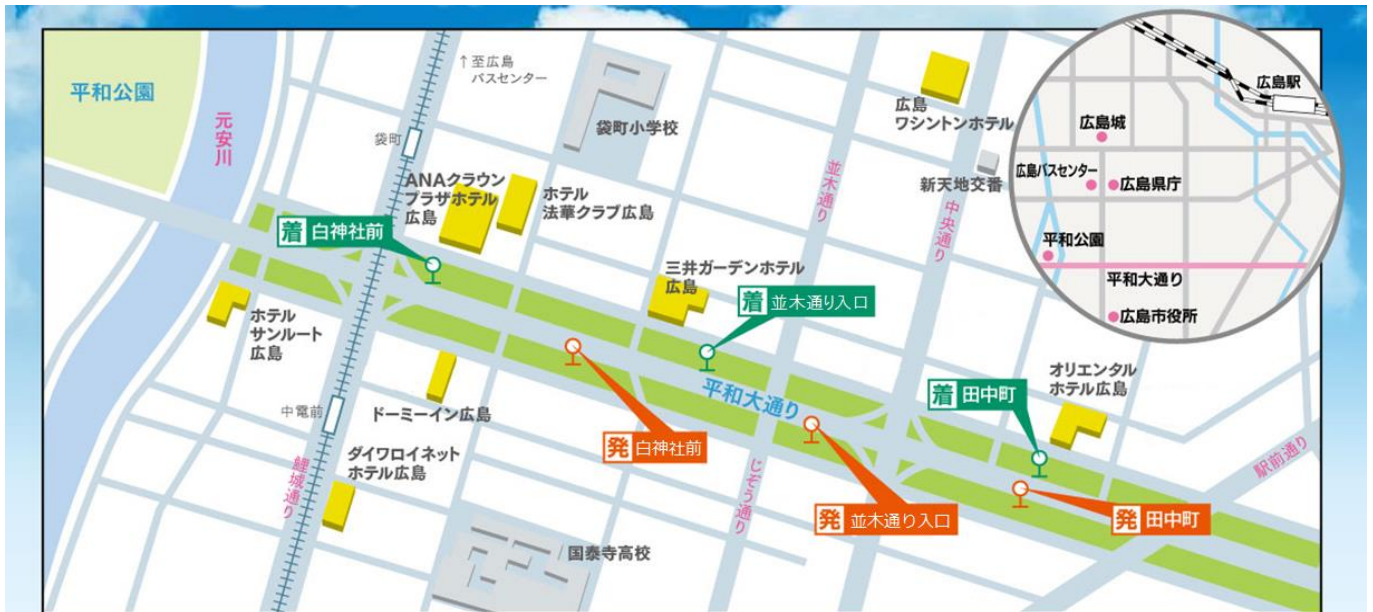 平和公園
元安川
↑至広島
バスセンター
袋町
袋町小学校
ANAクラウン
プラザホテル
広島
ホテル
法華クラブ広島
着 白神社前
ホテル
サンルート
広島
三井ガーデンホテル
広島
着 並木通り入口
並木通り
広島
ワシントンホテル
新天地交番
中央通り
広島駅
広島城
広島バスセンター
広島県庁
平和公園
平和大通り
広島市役所
平和大通り
着 田中町
オリエンタル
ホテル広島
駅前通り
中電前
ドーミーイン広島
発 白神社前
ダイワロイネット
ホテル広島
鯉城通り
じぞう通り
発 並木通り入口
発 田中町
国泰寺高校